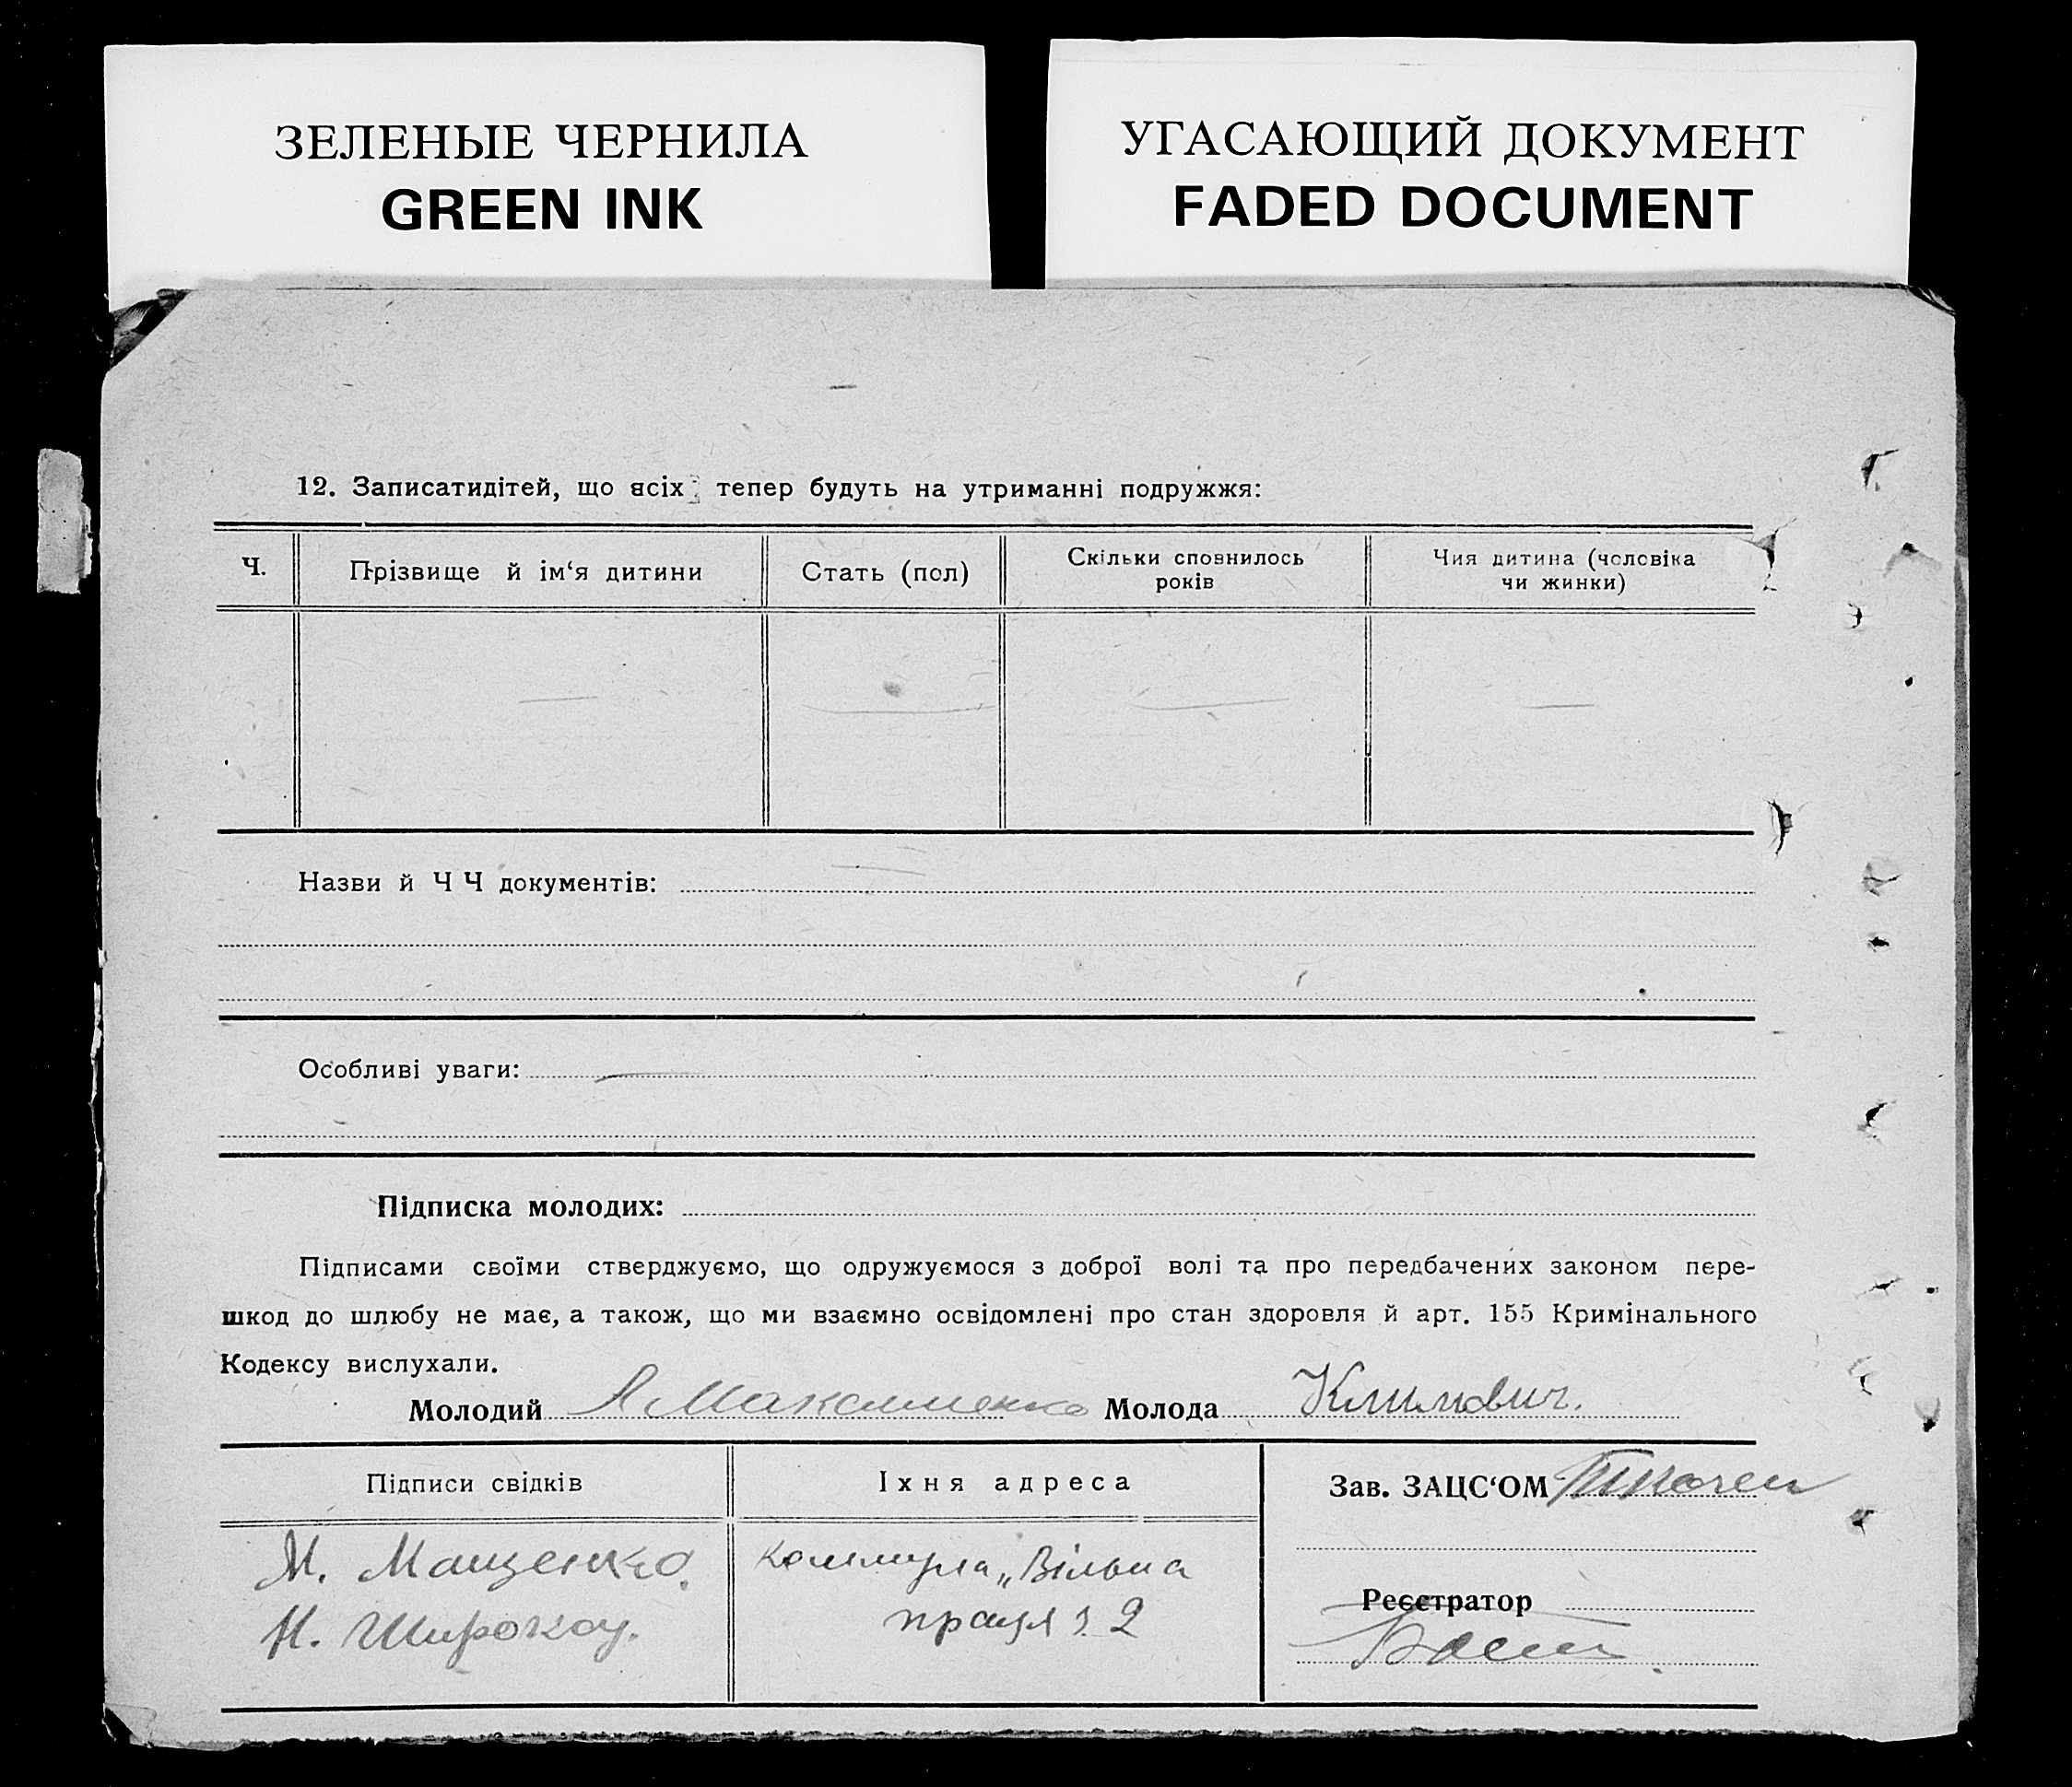 ЗЕЛЕНЫЕ ЧЕРНИЛА
GREEN INK
УГАСАЮЩИЙ ДОКУМЕНТ
FADED DOCUMENT
12. Записатидітей, що всіх тепер будуть на утриманні подружжя:
Ч.
Прізвище й ім‘я дитини
Стать (пол)
Скільки сповнилось
років
Чия дитина (чоловіка
чи жинки)
Назви й Ч Ч документів:
Особливі уваги:
Підписка молодих:
Підписами своїми стверджуємо, що одружуємося з доброї волі та про передбачених законом пере-
шкод до шлюбу не має, а також, що ми взаємно освідомлені про стан здоровля й арт. 155 Кримінального
Кодексу вислухали.
Молодий Молода Климович.
Підписи свідків
Їхня адреса
Зав. ЗАЦС‘ОМ
М. Мащенко.
Н. Широкоу.
коммуна „Вільна
праця 2
Реєстратор